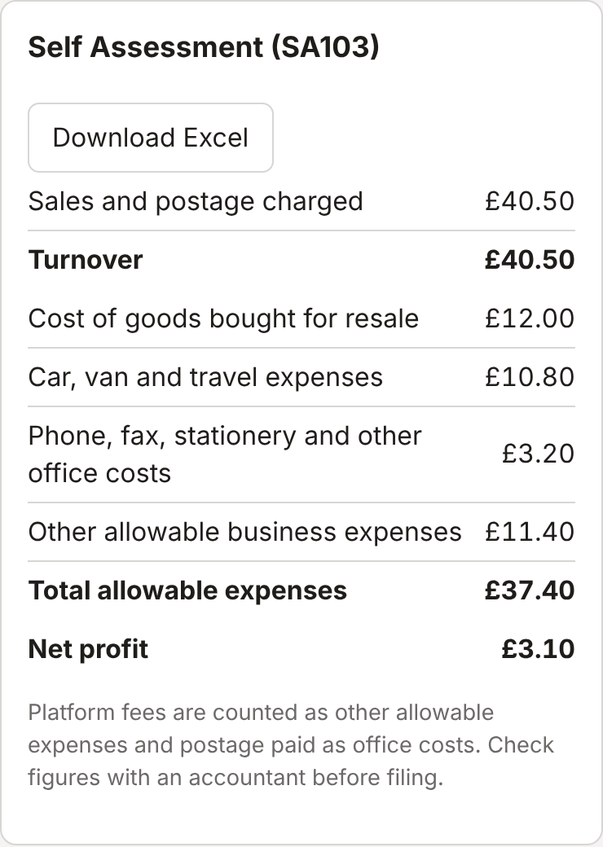 Self Assessment (SA103)
Download Excel
Sales and postage charged £40.50
Turnover £40.50
Cost of goods bought for resale £12.00
Car, van and travel expenses £10.80
Phone, fax, stationery and other
office costs £3.20
Other allowable business expenses £11.40
Total allowable expenses £37.40
Net profit £3.10
Platform fees are counted as other allowable
expenses and postage paid as office costs. Check
figures with an accountant before filing.